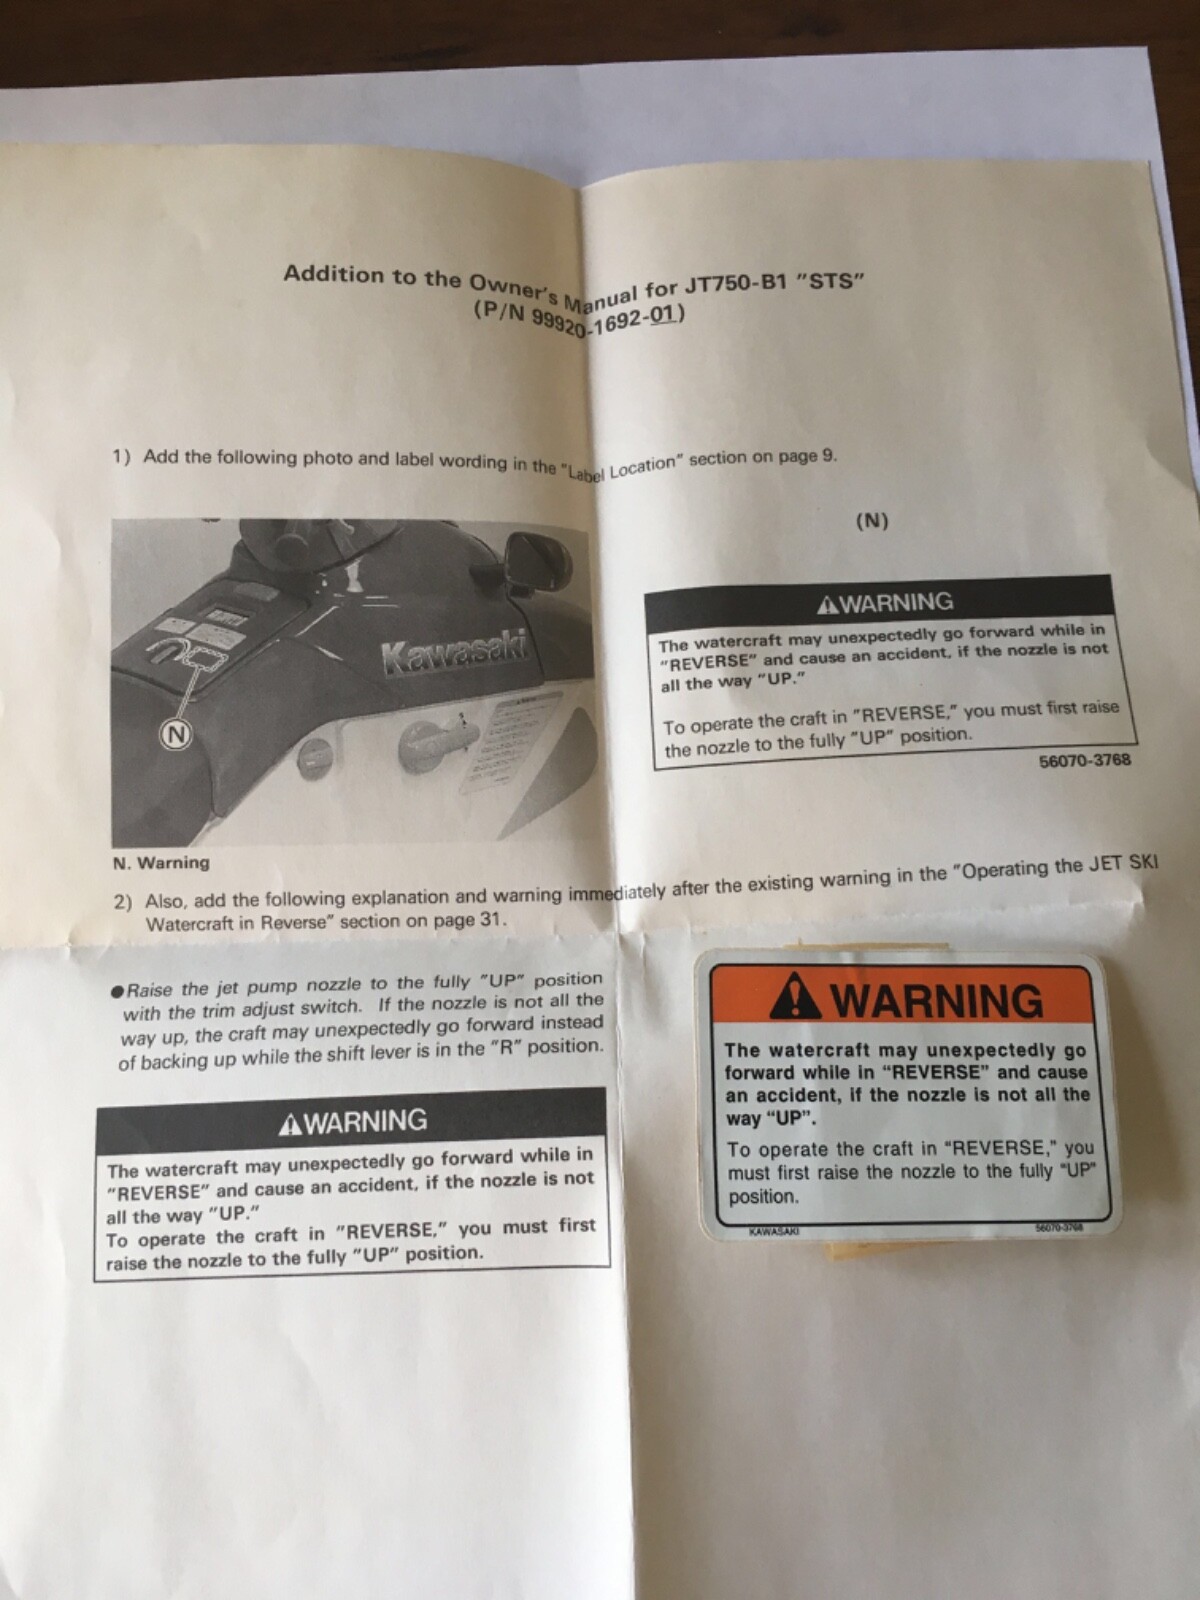 Addition to the Owner's Manual for JT750-B1 "STS"
(P/N 99920-1692-01)
1) Add the following photo and label wording in the "Label Location" section on page 9.
(N)
Kawasaki
N
⚠WARNING
The watercraft may unexpectedly go forward while in
"REVERSE" and cause an accident, if the nozzle is not
all the way "UP."
To operate the craft in "REVERSE," you must first raise
the nozzle to the fully "UP" position.
56070-3768
N. Warning
2) Also, add the following explanation and warning immediately after the existing warning in the "Operating the JET SKI
Watercraft in Reverse" section on page 31.
●Raise the jet pump nozzle to the fully "UP" position
with the trim adjust switch. If the nozzle is not all the
way up, the craft may unexpectedly go forward instead
of backing up while the shift lever is in the "R" position.
⚠WARNING
The watercraft may unexpectedly go forward while in
"REVERSE" and cause an accident, if the nozzle is not
all the way "UP."
To operate the craft in "REVERSE," you must first
raise the nozzle to the fully "UP" position.
⚠WARNING
The watercraft may unexpectedly go
forward while in "REVERSE" and cause
an accident, if the nozzle is not all the
way "UP".
To operate the craft in "REVERSE," you
must first raise the nozzle to the fully "UP"
position.
KAWASAKI 56070-3768